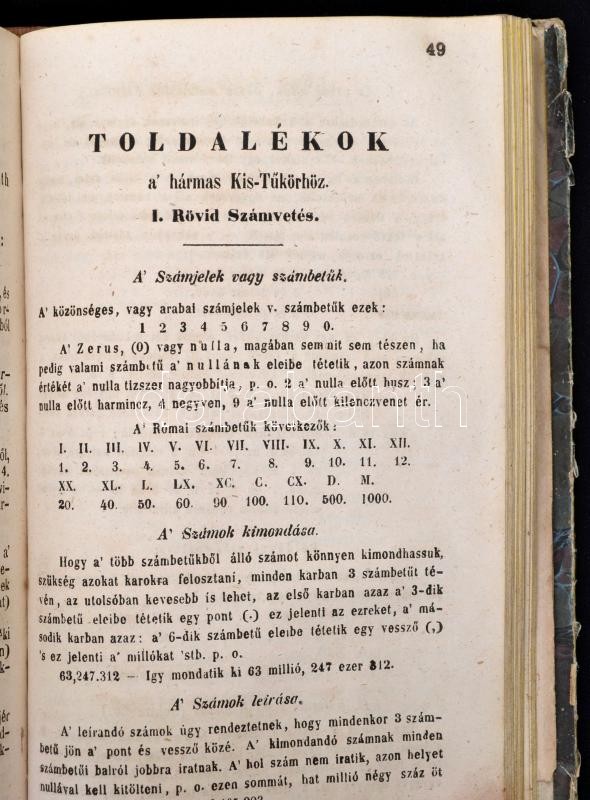 49
TOLDALÉKOK
a' hármas Kis-Tűkörhöz.
I. Rövid Számvetés.
A' Számjelek vagy számbetűk.
A' közönséges, vagy arabai számjelek v. számbetűk ezek:
1 2 3 4 5 6 7 8 9 0.
A' Zerus, (0) vagy nulla, magában semmit sem tészen, ha
pedig valami számbetű a' nullának eleibe tétetik, azon számnak
értékét a' nulla tizszer nagyobbítja, p. o. 2 a' nulla előtt husz; 3 a'
nulla előtt harmincz, 4 negyven, 9 a' nulla előtt kilenczvenet ér.
A' Római számbetűk következők:
I. II. III. IV. V. VI. VII. VIII. IX. X. XI. XII.
1. 2. 3. 4. 5. 6. 7. 8. 9. 10. 11. 12.
XX. XL. L. LX. XC. C. CX. D. M.
20. 40. 50. 60. 90. 100. 110. 500. 1000.
A' Számok kimondása.
Hogy a' több számbetűkből álló számot könnyen kimondhassuk,
szükség azokat karokra felosztani, minden karban 3 számbetűt té-
vén, az utolsóban kevesebb is lehet, az első karban azaz a' 3-dik
számbetű eleibe tétetik egy pont (.) ez jelenti az ezreket, a' má-
sodik karban azaz: a' 6-dik számbetű eleibe tétetik egy vessző (,)
's ez jelenti a' millókat 'stb. p. o.
63,247.312 — Igy mondatik ki 63 millió, 247 ezer 312.
A' Számok leírása.
A' leírandó számok úgy rendeztetnek, hogy mindenkor 3 szám-
betű jön a' pont és vessző közé. A' kimondandó számnak minden
számbetűi balról jobbra iratnak. A' hol szám nem iratik, azon helyet
nullával kell kitölteni, p. o. ezen sommát, hat millió négy száz öt